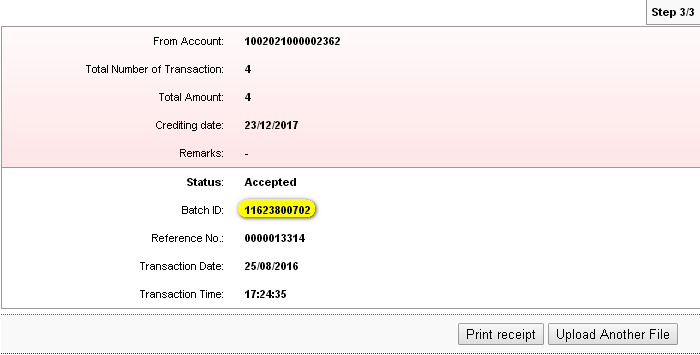 Step 3/3
From Account: 1002021000002362
Total Number of Transaction: 4
Total Amount: 4
Crediting date: 23/12/2017
Remarks: -
Status: Accepted
Batch ID: 11623800702
Reference No.: 0000013314
Transaction Date: 25/08/2016
Transaction Time: 17:24:35
Print receipt Upload Another File